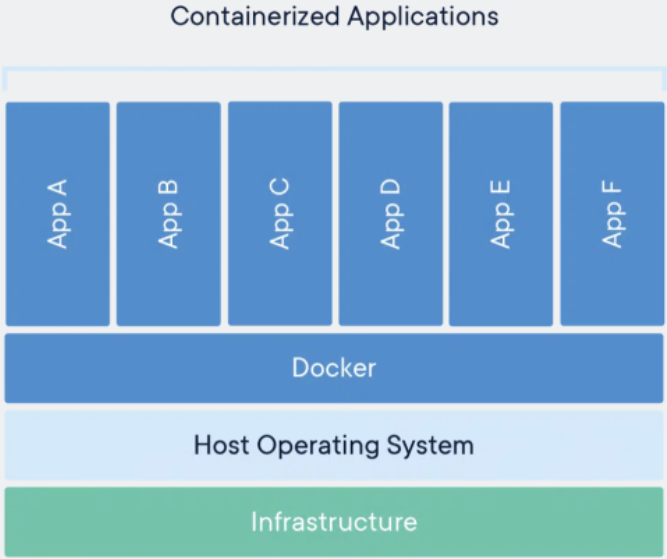 Containerized Applications
App A
App B
App C
App D
App E
App F
Docker
Host Operating System
Infrastructure